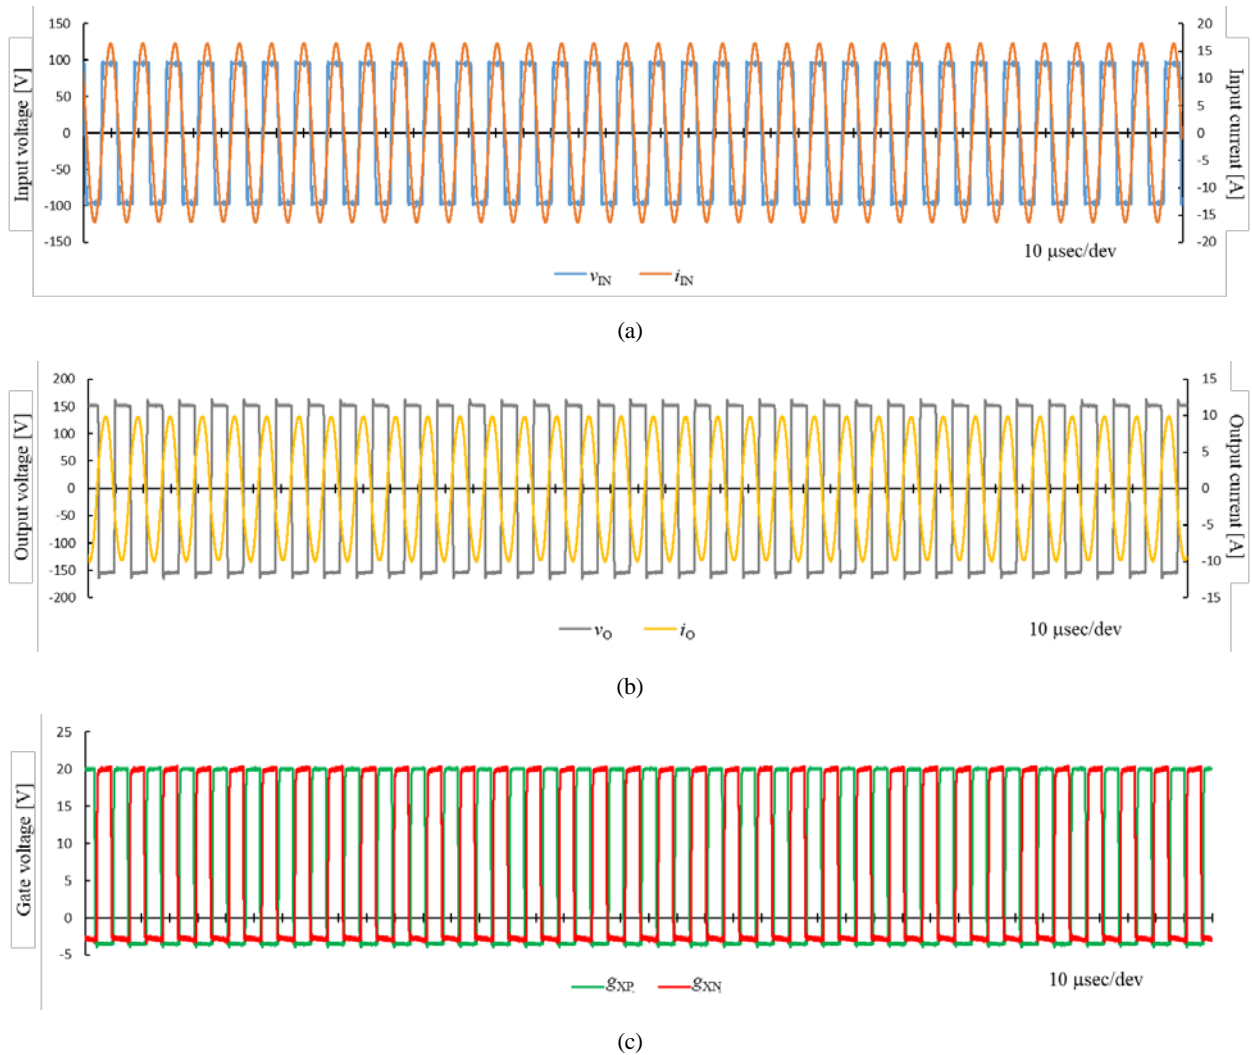 150
100
50
0
-50
-100
-150
Input voltage [V]
20
15
10
5
0
-5
-10
-15
-20
Input current [A]
10 μsec/dev
vIN iIN
(a)
200
150
100
50
0
-50
-100
-150
-200
Output voltage [V]
15
10
5
0
-5
-10
-15
Output current [A]
10 μsec/dev
vO iO
(b)
25
20
15
10
5
0
-5
Gate voltage [V]
10 μsec/dev
gXP gXN
(c)